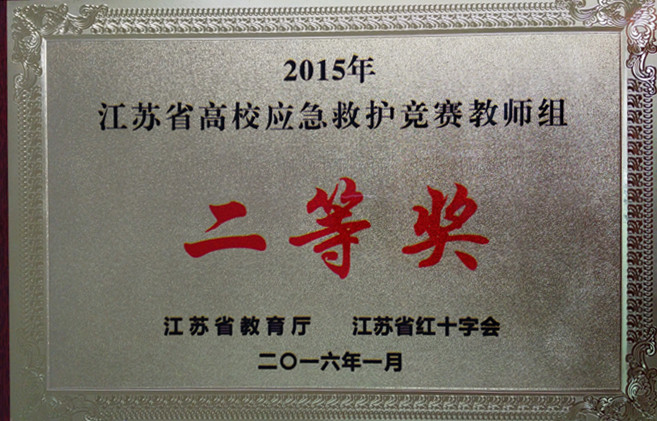 2015年
江苏省高校应急救护竞赛教师组
二等奖
江苏省教育厅 江苏省红十字会
二〇一六年一月